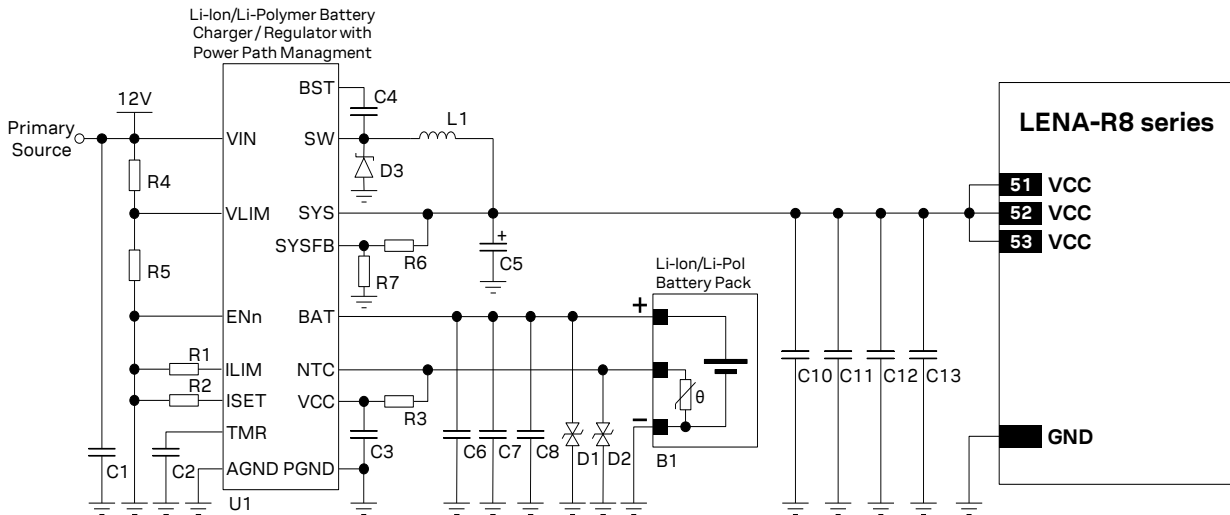 Li-Ion/Li-Polymer Battery
Charger / Regulator with
Power Path Managment
12V
Primary
Source
VIN
VLIM
ENn
ILIM
ISET
TMR
AGND
BST
SW
SYS
SYSFB
BAT
NTC
VCC
PGND
U1
R4
R5
R1
R2
C1
C2
C4
L1
D3
R6
R7
C5
R3
C3
C6
C7
C8
D1
D2
Li-Ion/Li-Pol
Battery Pack
+
θ
–
B1
C10
C11
C12
C13
LENA-R8 series
51 VCC
52 VCC
53 VCC
GND
+